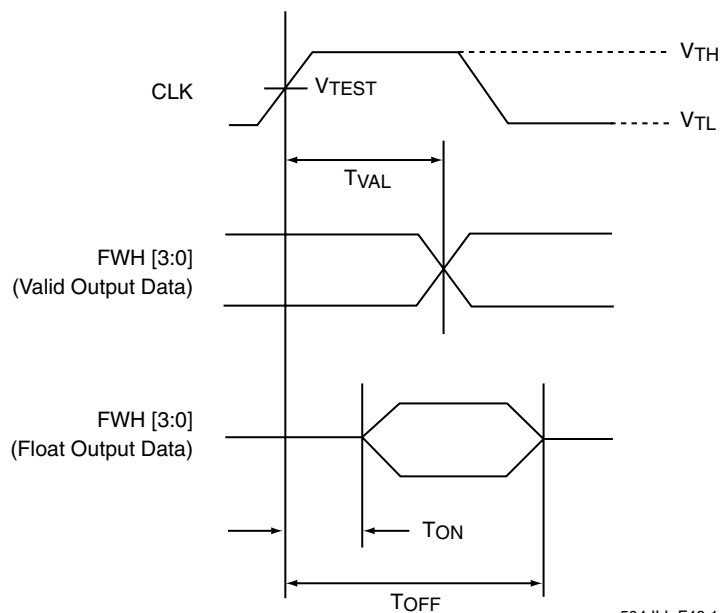 VTH
CLK
VTEST
VTL
TVAL
FWH [3:0]
(Valid Output Data)
FWH [3:0]
(Float Output Data)
TON
TOFF